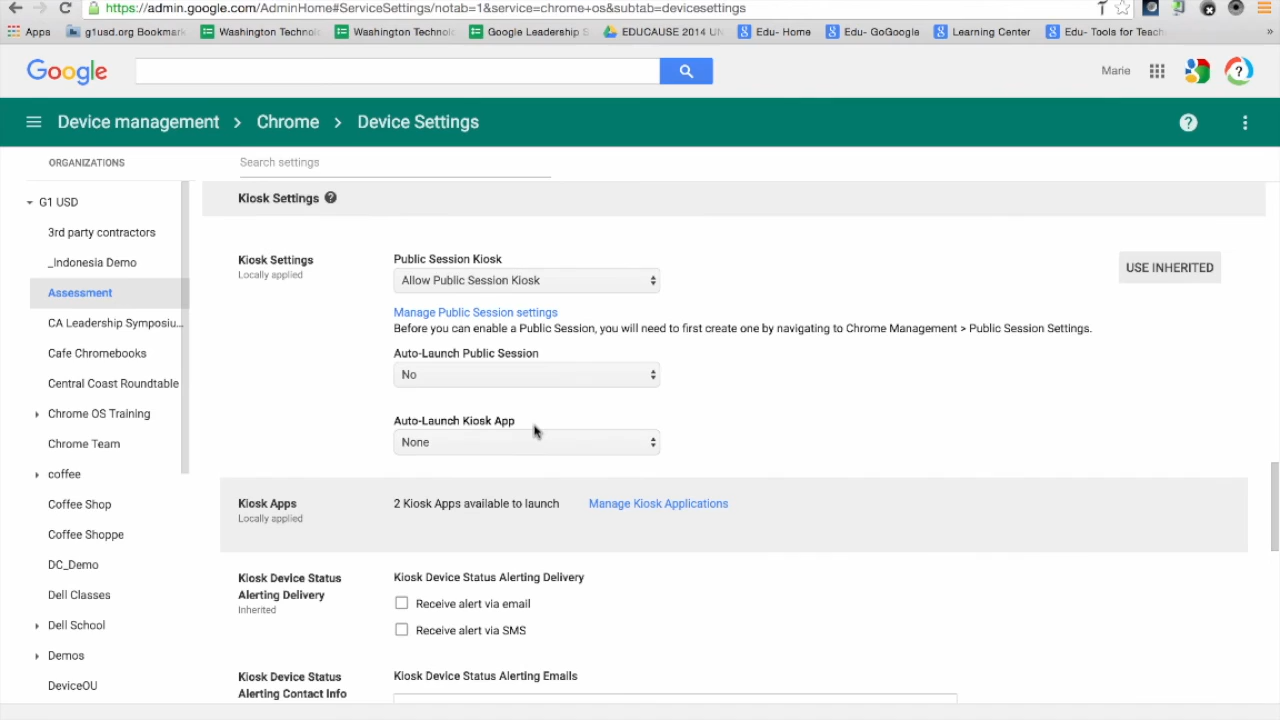 https://admin.google.com/AdminHome#ServiceSettings/notab=1&service=chrome+os&subtab=devicesettings
Apps g1usd.org Bookmark Washington Technol Washington Technol Google Leadership S EDUCAUSE 2014 UN Edu- Home Edu- GoGoogle Learning Center Edu- Tools for Teach »
Google Marie
Device management > Chrome > Device Settings
ORGANIZATIONS
Search settings
G1 USD
3rd party contractors
_Indonesia Demo
Assessment
CA Leadership Symposiu...
Cafe Chromebooks
Central Coast Roundtable
Chrome OS Training
Chrome Team
coffee
Coffee Shop
Coffee Shoppe
DC_Demo
Dell Classes
Dell School
Demos
DeviceOU
Kiosk Settings ?
Kiosk Settings
Locally applied
Public Session Kiosk
Allow Public Session Kiosk
USE INHERITED
Manage Public Session settings
Before you can enable a Public Session, you will need to first create one by navigating to Chrome Management > Public Session Settings.
Auto-Launch Public Session
No
Auto-Launch Kiosk App
None
Kiosk Apps
Locally applied
2 Kiosk Apps available to launch Manage Kiosk Applications
Kiosk Device Status
Alerting Delivery
Inherited
Kiosk Device Status Alerting Delivery
Receive alert via email
Receive alert via SMS
Kiosk Device Status
Alerting Contact Info
Kiosk Device Status Alerting Emails